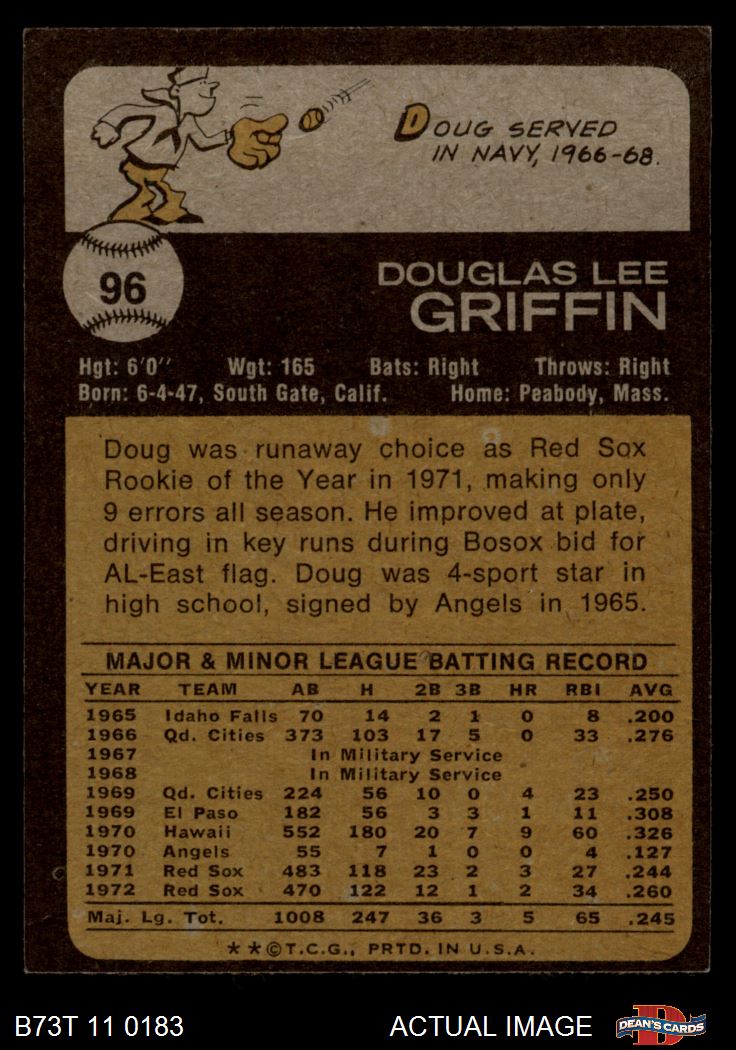 DOUG SERVED
IN NAVY, 1966-68.
96
DOUGLAS LEE
GRIFFIN
Hgt: 6'0'' Wgt: 165 Bats: Right Throws: Right
Born: 6-4-47, South Gate, Calif. Home: Peabody, Mass.
Doug was runaway choice as Red Sox
Rookie of the Year in 1971, making only
9 errors all season. He improved at plate,
driving in key runs during Bosox bid for
AL-East flag. Doug was 4-sport star in
high school, signed by Angels in 1965.
MAJOR & MINOR LEAGUE BATTING RECORD
YEAR TEAM AB H 2B 3B HR RBI AVG
1965 Idaho Falls 70 14 2 1 0 8 .200
1966 Qd. Cities 373 103 17 5 0 33 .276
1967 In Military Service
1968 In Military Service
1969 Qd. Cities 224 56 10 0 4 23 .250
1969 El Paso 182 56 3 3 1 11 .308
1970 Hawaii 552 180 20 7 9 60 .326
1970 Angels 55 7 1 0 0 4 .127
1971 Red Sox 483 118 23 2 3 27 .244
1972 Red Sox 470 122 12 1 2 34 .260
Maj. Lg. Tot. 1008 247 36 3 5 65 .245
**©T.C.G., PRTD. IN U.S.A.
B73T 11 0183 ACTUAL IMAGE D DEAN'S CARDS